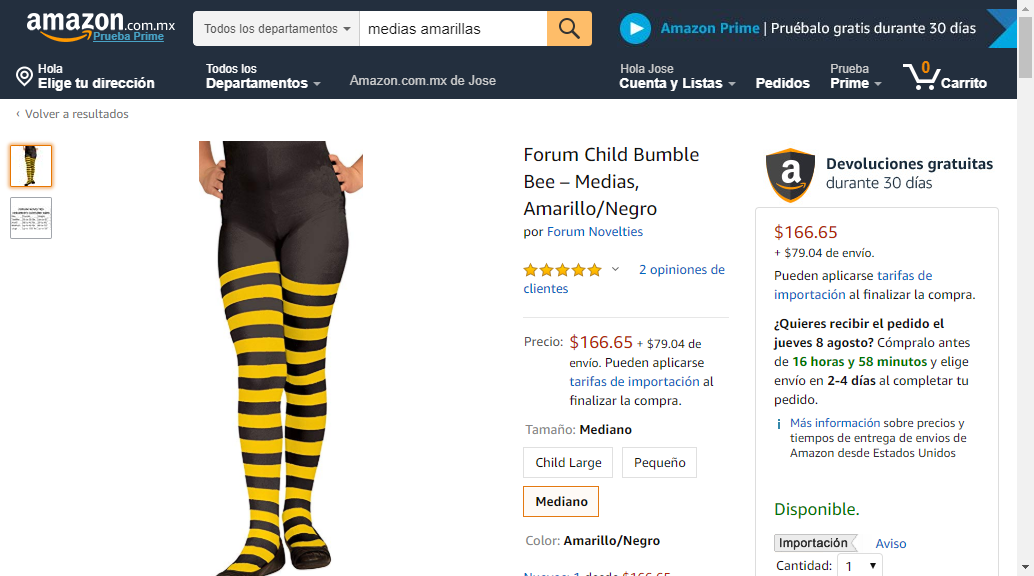 amazon.com.mx
Prueba Prime
Todos los departamentos
medias amarillas
Amazon Prime | Pruébalo gratis durante 30 días
Hola
Elige tu dirección
Todos los
Departamentos
Amazon.com.mx de Jose
Hola Jose
Cuenta y Listas
Pedidos
Prueba
Prime
0
Carrito
‹ Volver a resultados
Forum Child Bumble
Bee – Medias,
Amarillo/Negro
por Forum Novelties
2 opiniones de
clientes
Precio: $166.65 + $79.04 de
envío. Pueden aplicarse
tarifas de importación al
finalizar la compra.
Tamaño: Mediano
Child Large
Pequeño
Mediano
Color: Amarillo/Negro
a
Devoluciones gratuitas
durante 30 días
$166.65
+ $79.04 de envío.
Pueden aplicarse tarifas de
importación al finalizar la compra.
¿Quieres recibir el pedido el
jueves 8 agosto? Cómpralo antes
de 16 horas y 58 minutos y elige
envío en 2-4 días al completar tu
pedido.
i Más información sobre precios y
tiempos de entrega de envios de
Amazon desde Estados Unidos
Disponible.
Importación
Aviso
Cantidad: 1